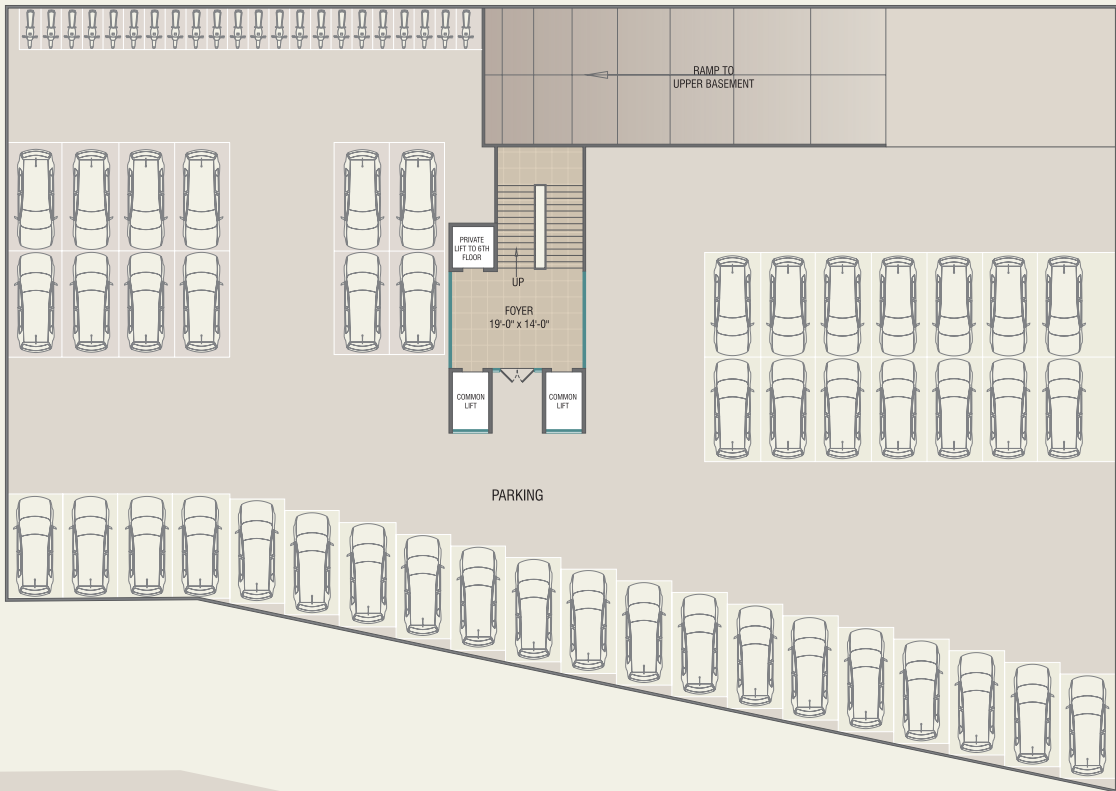 RAMP TO
UPPER BASEMENT
PRIVATE
LIFT TO 6TH
FLOOR
UP
FOYER
19'-0" x 14'-0"
COMMON
LIFT
COMMON
LIFT
PARKING